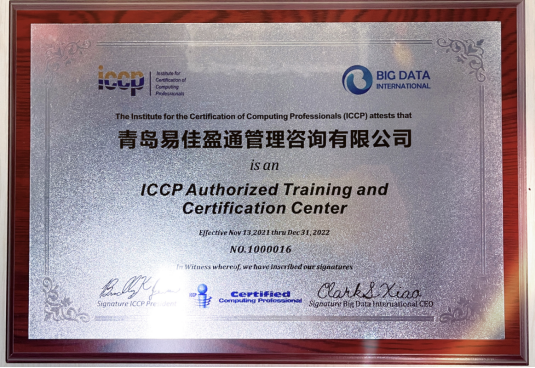 iccp
Institute for
Certification of
Computing
Professionals
BIG DATA
INTERNATIONAL
The Institute for the Certification of Computing Professionals (ICCP) attests that
青岛易佳盈通管理咨询有限公司
is an
ICCP Authorized Training and
Certification Center
Effective Nov 13,2021 thru Dec 31, 2022
NO.1000016
In Witness whereof, we have inscribed our signatures
Clark S. Xiao
Signature ICCP
Certified
Computing Professional
Signature Big Data International CEO